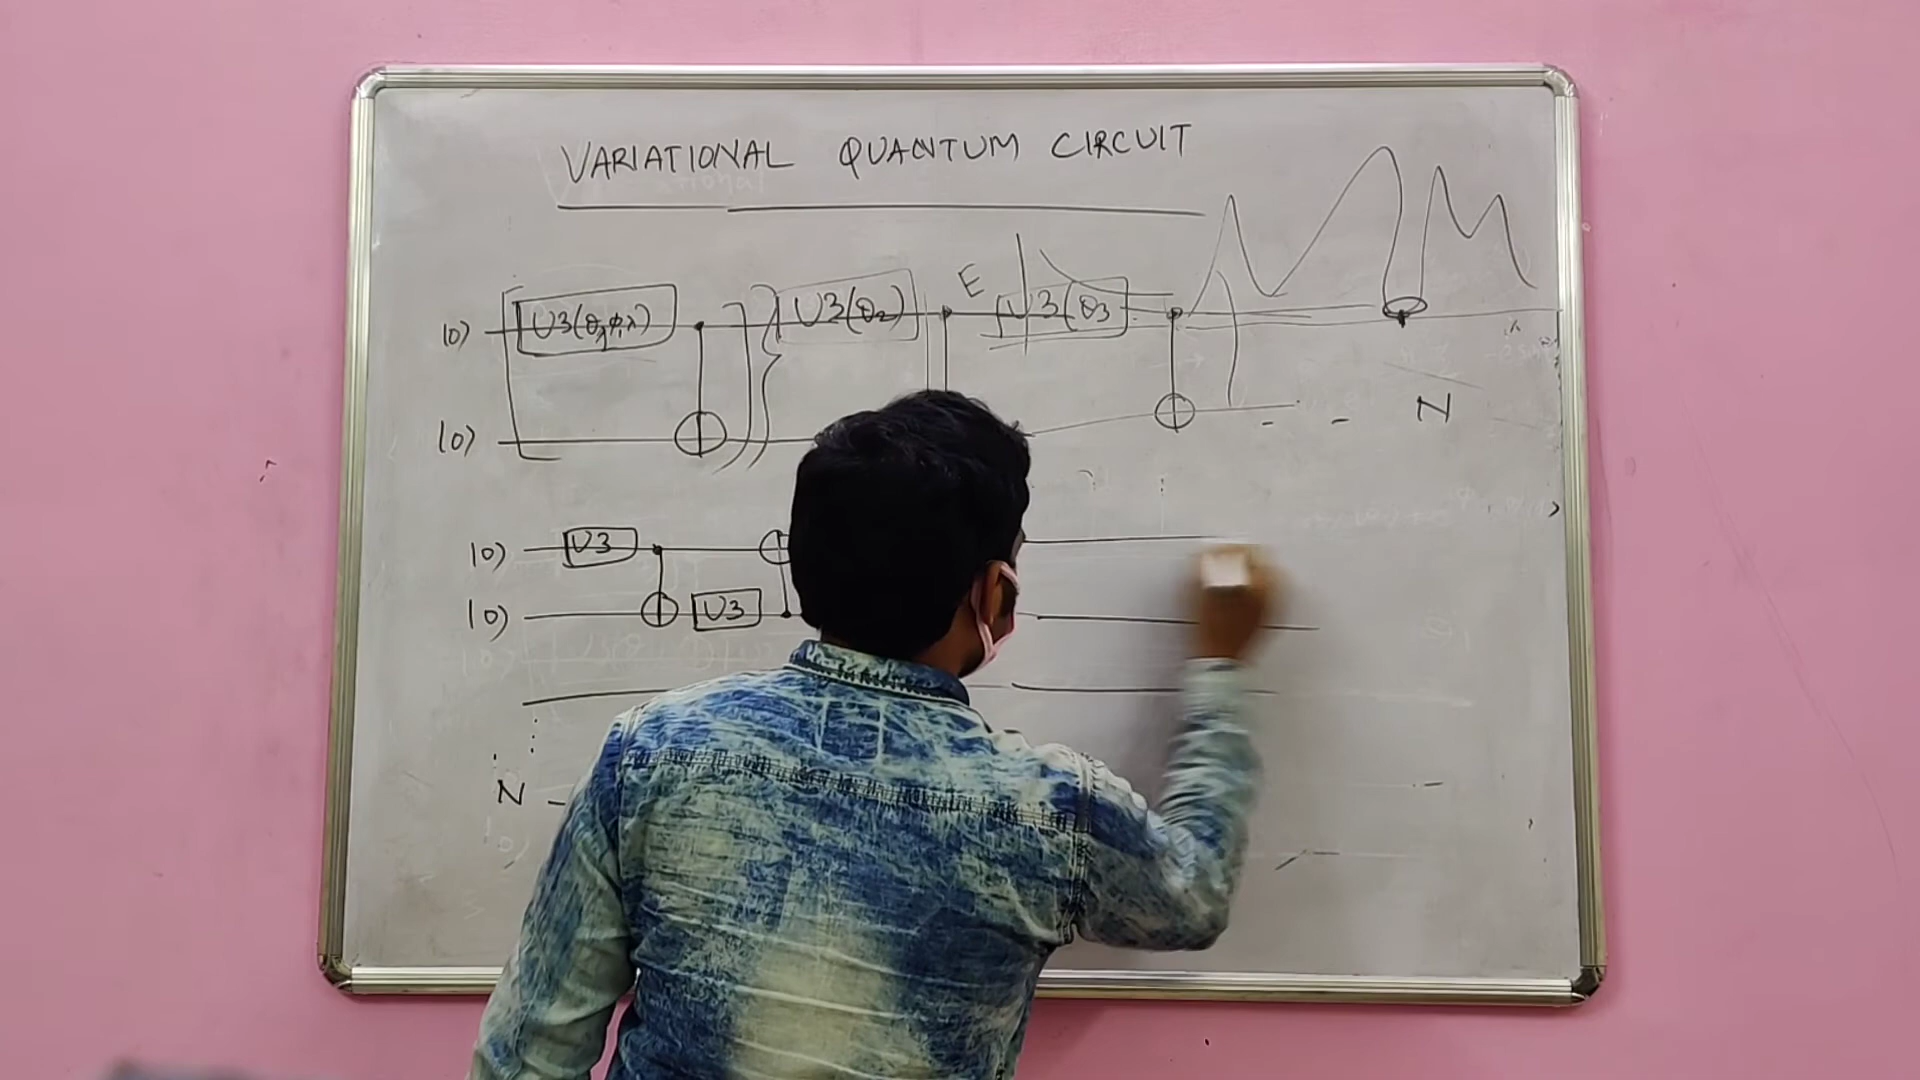 VARIATIONAL QUANTUM CIRCUIT
E
|0⟩ U3(θ,φ,λ) U3(θ2) U3(θ3
|0⟩ - - N
|0⟩ U3
|0⟩ U3
N -